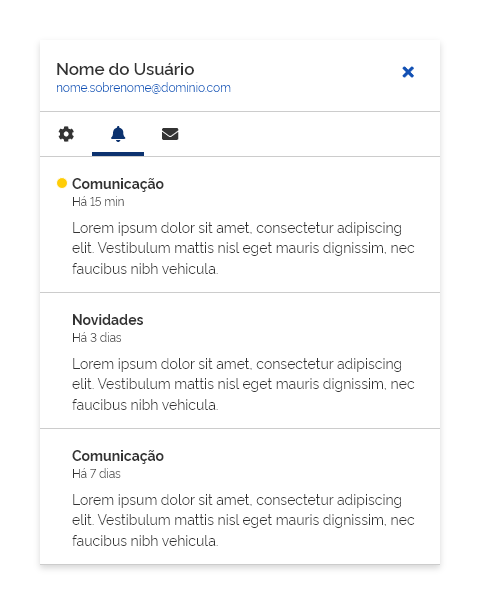 Nome do Usuário
nome.sobrenome@dominio.com
Comunicação
Há 15 min
Lorem ipsum dolor sit amet, consectetur adipiscing
elit. Vestibulum mattis nisl eget mauris dignissim, nec
faucibus nibh vehicula.
Novidades
Há 3 dias
Lorem ipsum dolor sit amet, consectetur adipiscing
elit. Vestibulum mattis nisl eget mauris dignissim, nec
faucibus nibh vehicula.
Comunicação
Há 7 dias
Lorem ipsum dolor sit amet, consectetur adipiscing
elit. Vestibulum mattis nisl eget mauris dignissim, nec
faucibus nibh vehicula.